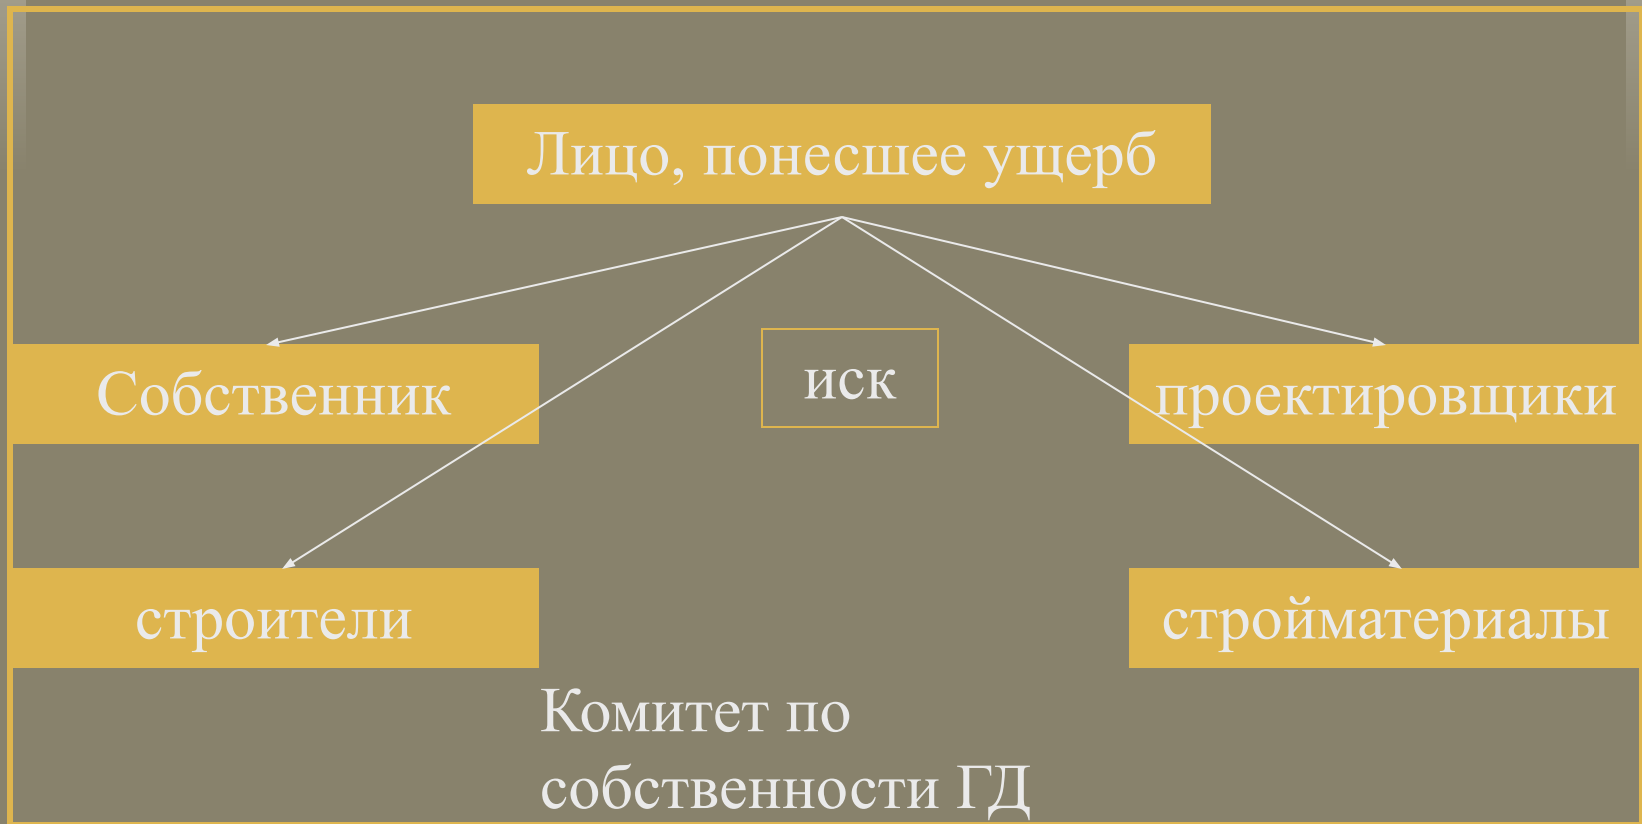 Лицо, понесшее ущерб
иск
Собственник
проектировщики
строители
стройматериалы
Комитет по
собственности ГД